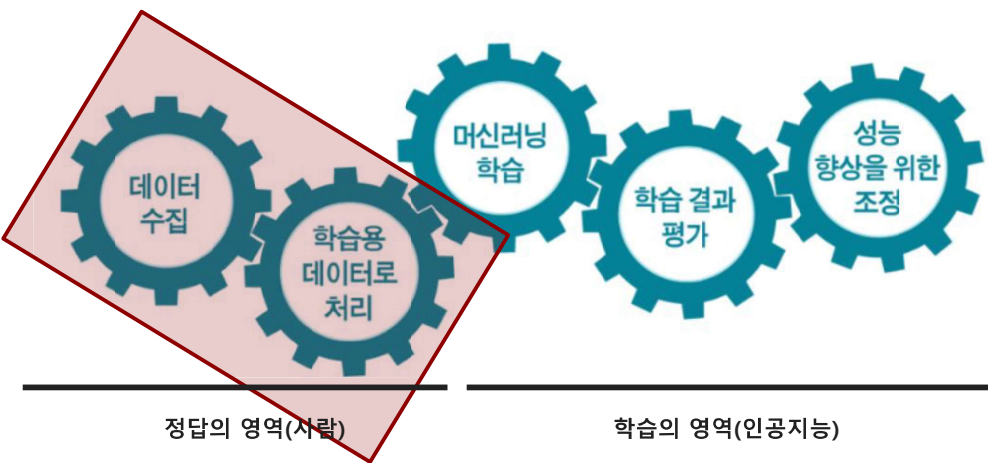 데이터
수집
학습용
데이터로
처리
머신러닝
학습
학습 결과
평가
성능
향상을 위한
조정
정답의 영역(사람)
학습의 영역(인공지능)